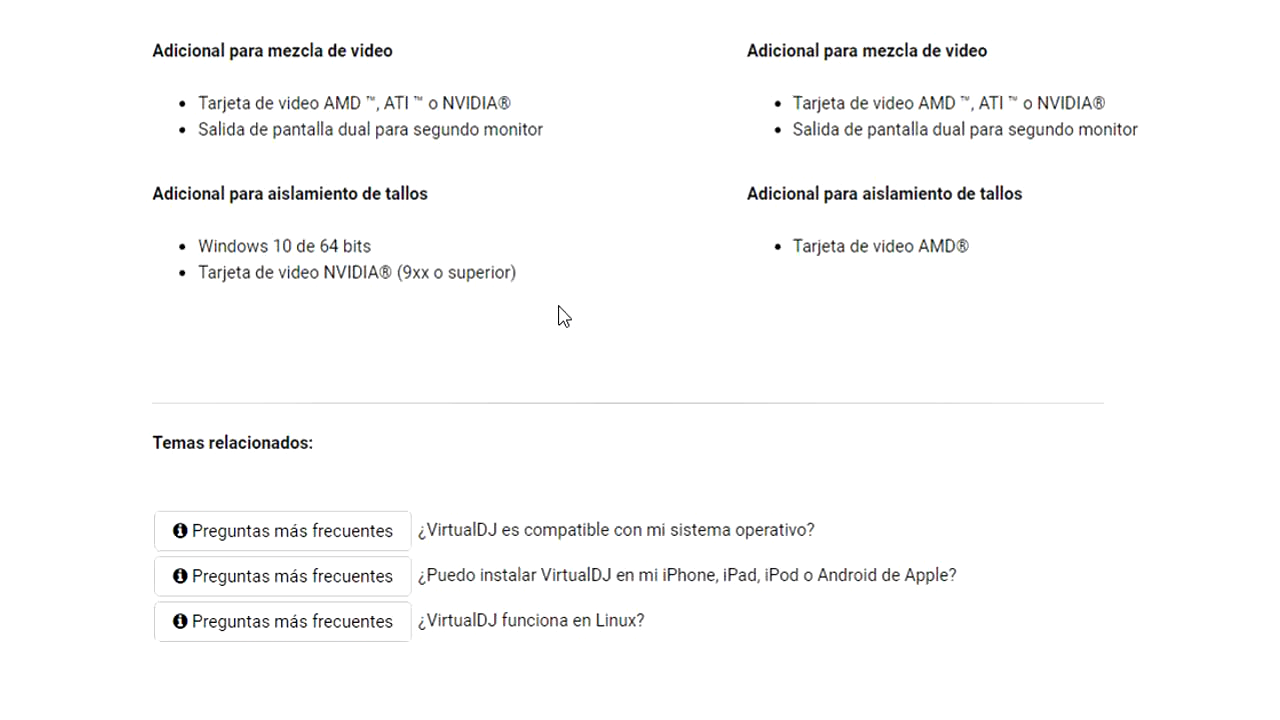 Adicional para mezcla de video
Tarjeta de video AMD ™, ATI ™ o NVIDIA®
Salida de pantalla dual para segundo monitor
Adicional para aislamiento de tallos
Windows 10 de 64 bits
Tarjeta de video NVIDIA® (9xx o superior)
Adicional para mezcla de video
Tarjeta de video AMD ™, ATI ™ o NVIDIA®
Salida de pantalla dual para segundo monitor
Adicional para aislamiento de tallos
Tarjeta de video AMD®
Temas relacionados:
Preguntas más frecuentes ¿VirtualDJ es compatible con mi sistema operativo?
Preguntas más frecuentes ¿Puedo instalar VirtualDJ en mi iPhone, iPad, iPod o Android de Apple?
Preguntas más frecuentes ¿VirtualDJ funciona en Linux?